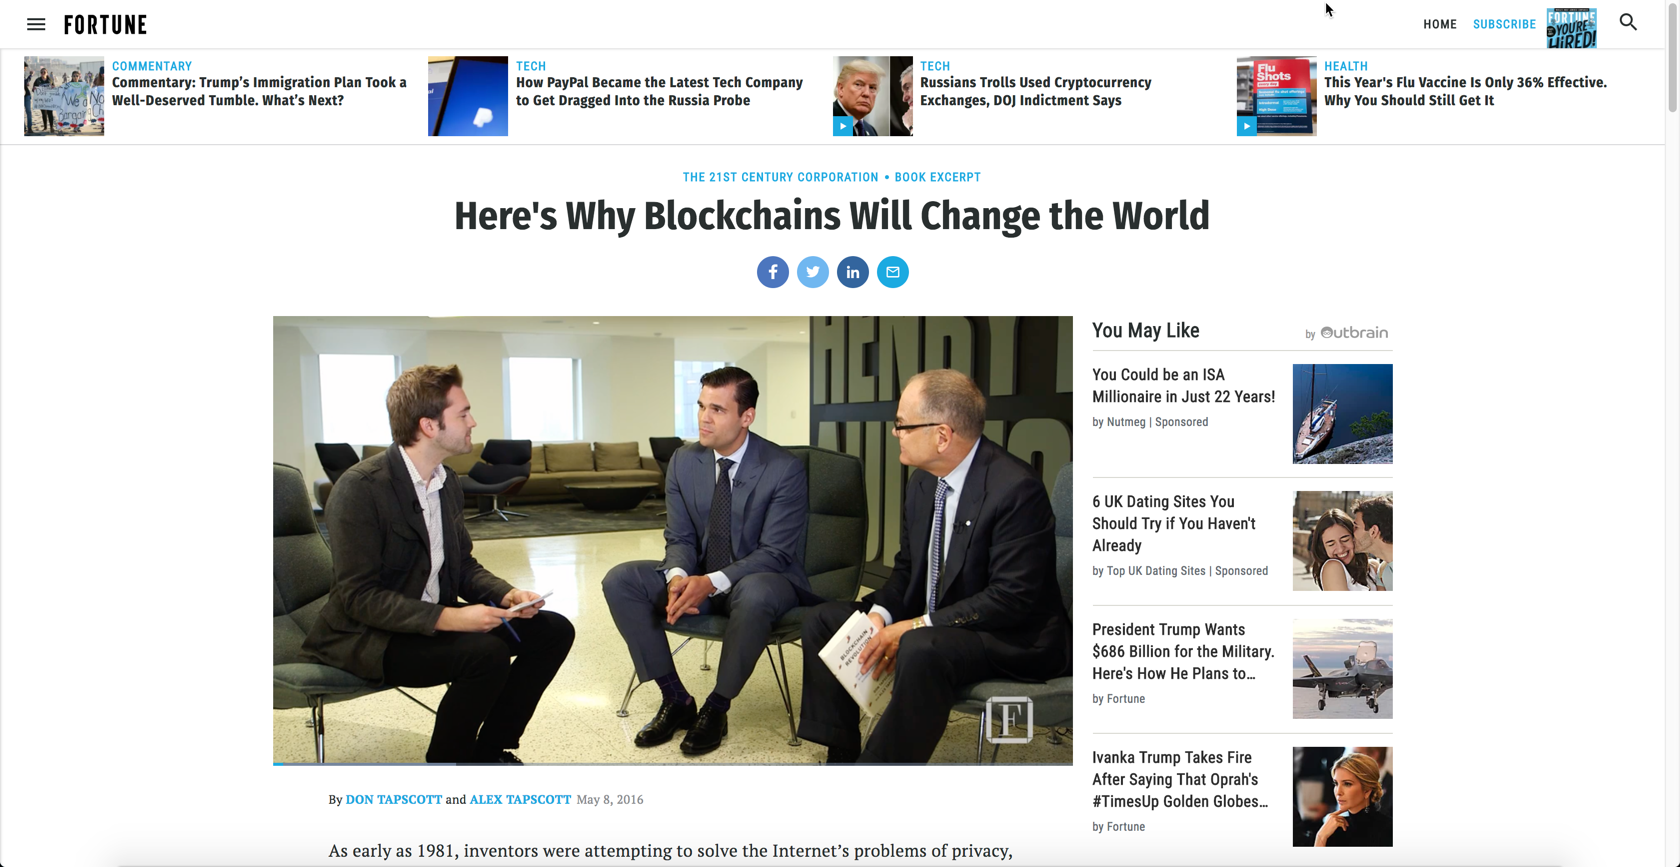 FORTUNE
HOME
SUBSCRIBE
FORTUNE
YOU'RE
HIRED!
COMMENTARY
Commentary: Trump's Immigration Plan Took a
Well-Deserved Tumble. What's Next?
TECH
How PayPal Became the Latest Tech Company
to Get Dragged Into the Russia Probe
TECH
Russians Trolls Used Cryptocurrency
Exchanges, DOJ Indictment Says
Flu
Shots
HEALTH
This Year's Flu Vaccine Is Only 36% Effective.
Why You Should Still Get It
THE 21ST CENTURY CORPORATION • BOOK EXCERPT
Here's Why Blockchains Will Change the World
You May Like
by Outbrain
You Could be an ISA
Millionaire in Just 22 Years!
by Nutmeg | Sponsored
6 UK Dating Sites You
Should Try if You Haven't
Already
by Top UK Dating Sites | Sponsored
BLOCKCHAIN
REVOLUTION
F
President Trump Wants
$686 Billion for the Military.
Here's How He Plans to...
by Fortune
Ivanka Trump Takes Fire
After Saying That Oprah's
#TimesUp Golden Globes...
by Fortune
By DON TAPSCOTT and ALEX TAPSCOTT May 8, 2016
As early as 1981, inventors were attempting to solve the Internet's problems of privacy,